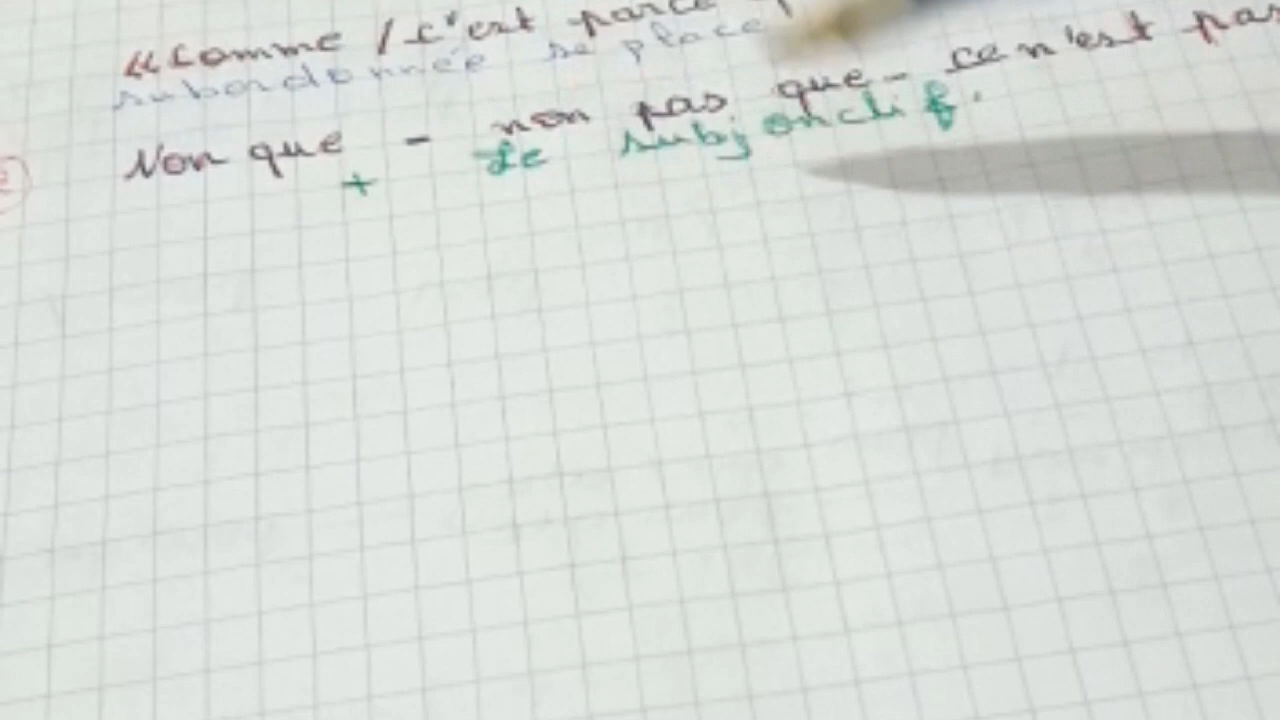 «Comme / c'est parce
subordonnée se place
Non que - non pas que - ce n'est pas
+ le subjonctif.